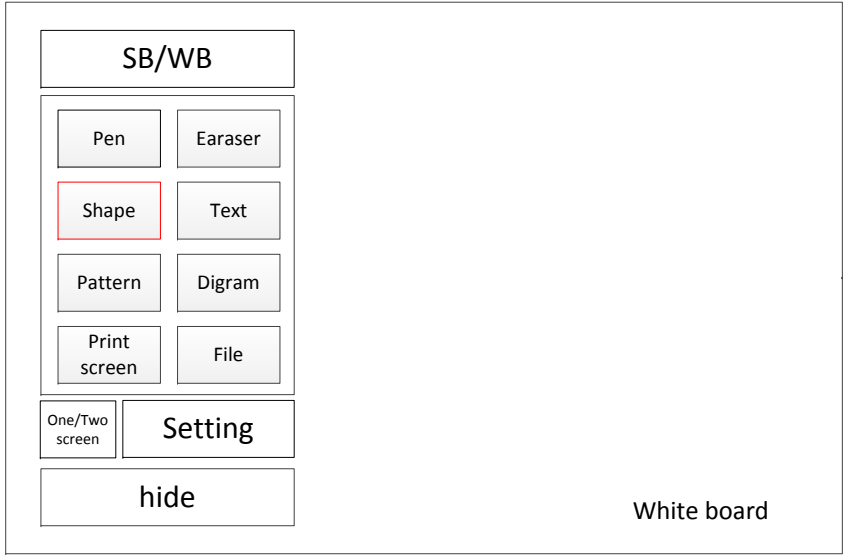 SB/WB
Pen
Earaser
Shape
Text
Pattern
Digram
Print
screen
File
One/Two
screen
Setting
hide
White board